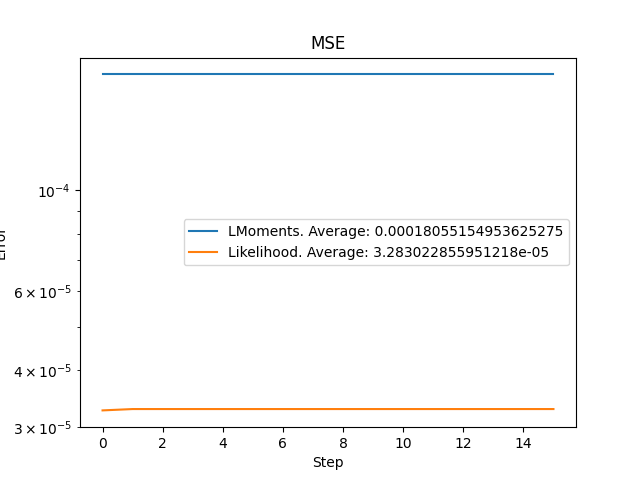 MSE
10⁻⁴
Error
LMoments. Average: 0.00018055154953625275
Likelihood. Average: 3.283022855951218e-05
6 × 10⁻⁵
4 × 10⁻⁵
3 × 10⁻⁵
0 2 4 6 8 10 12 14
Step